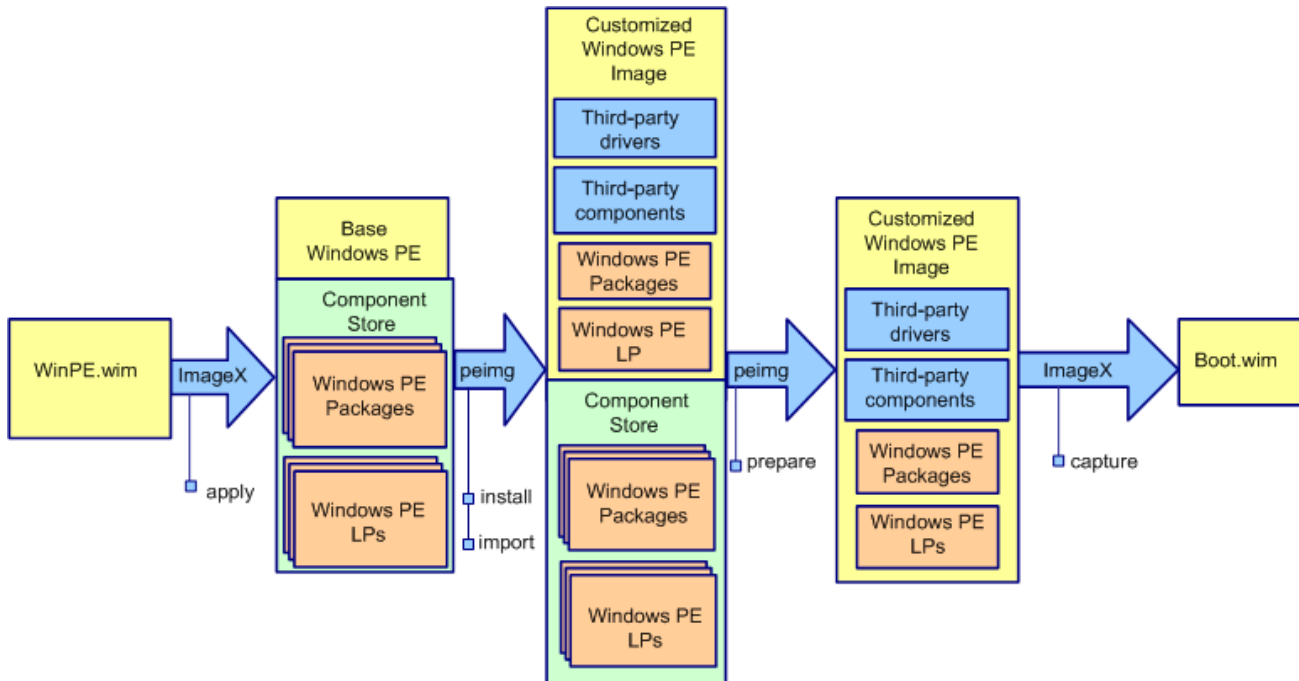 WinPE.wim
ImageX
apply
Base
Windows PE
Component
Store
Windows PE
Packages
Windows PE
LPs
peimg
install
import
Customized
Windows PE
Image
Third-party
drivers
Third-party
components
Windows PE
Packages
Windows PE
LP
Component
Store
Windows PE
Packages
Windows PE
LPs
peimg
prepare
Customized
Windows PE
Image
Third-party
drivers
Third-party
components
Windows PE
Packages
Windows PE
LPs
ImageX
capture
Boot.wim